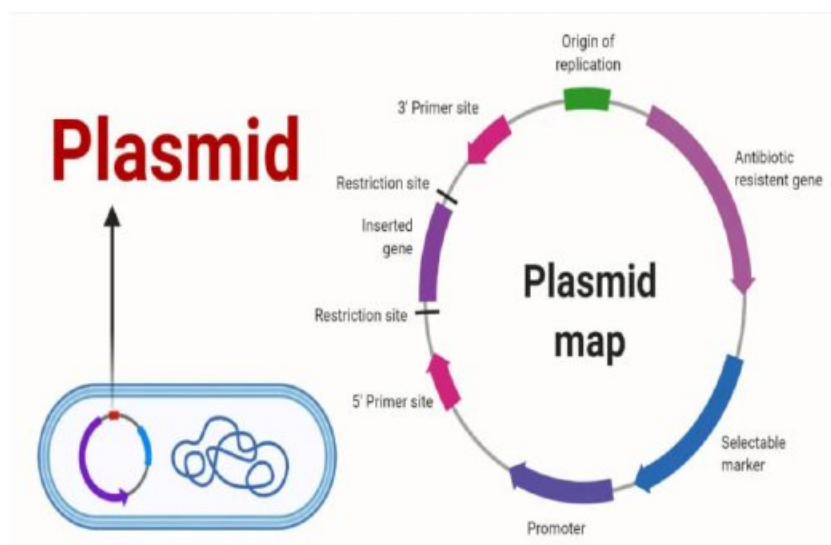 Plasmid
Origin of
replication
3' Primer site
Antibiotic
resistent gene
Restriction site
Inserted
gene
Plasmid
map
Restriction site
5' Primer site
Selectable
marker
Promoter